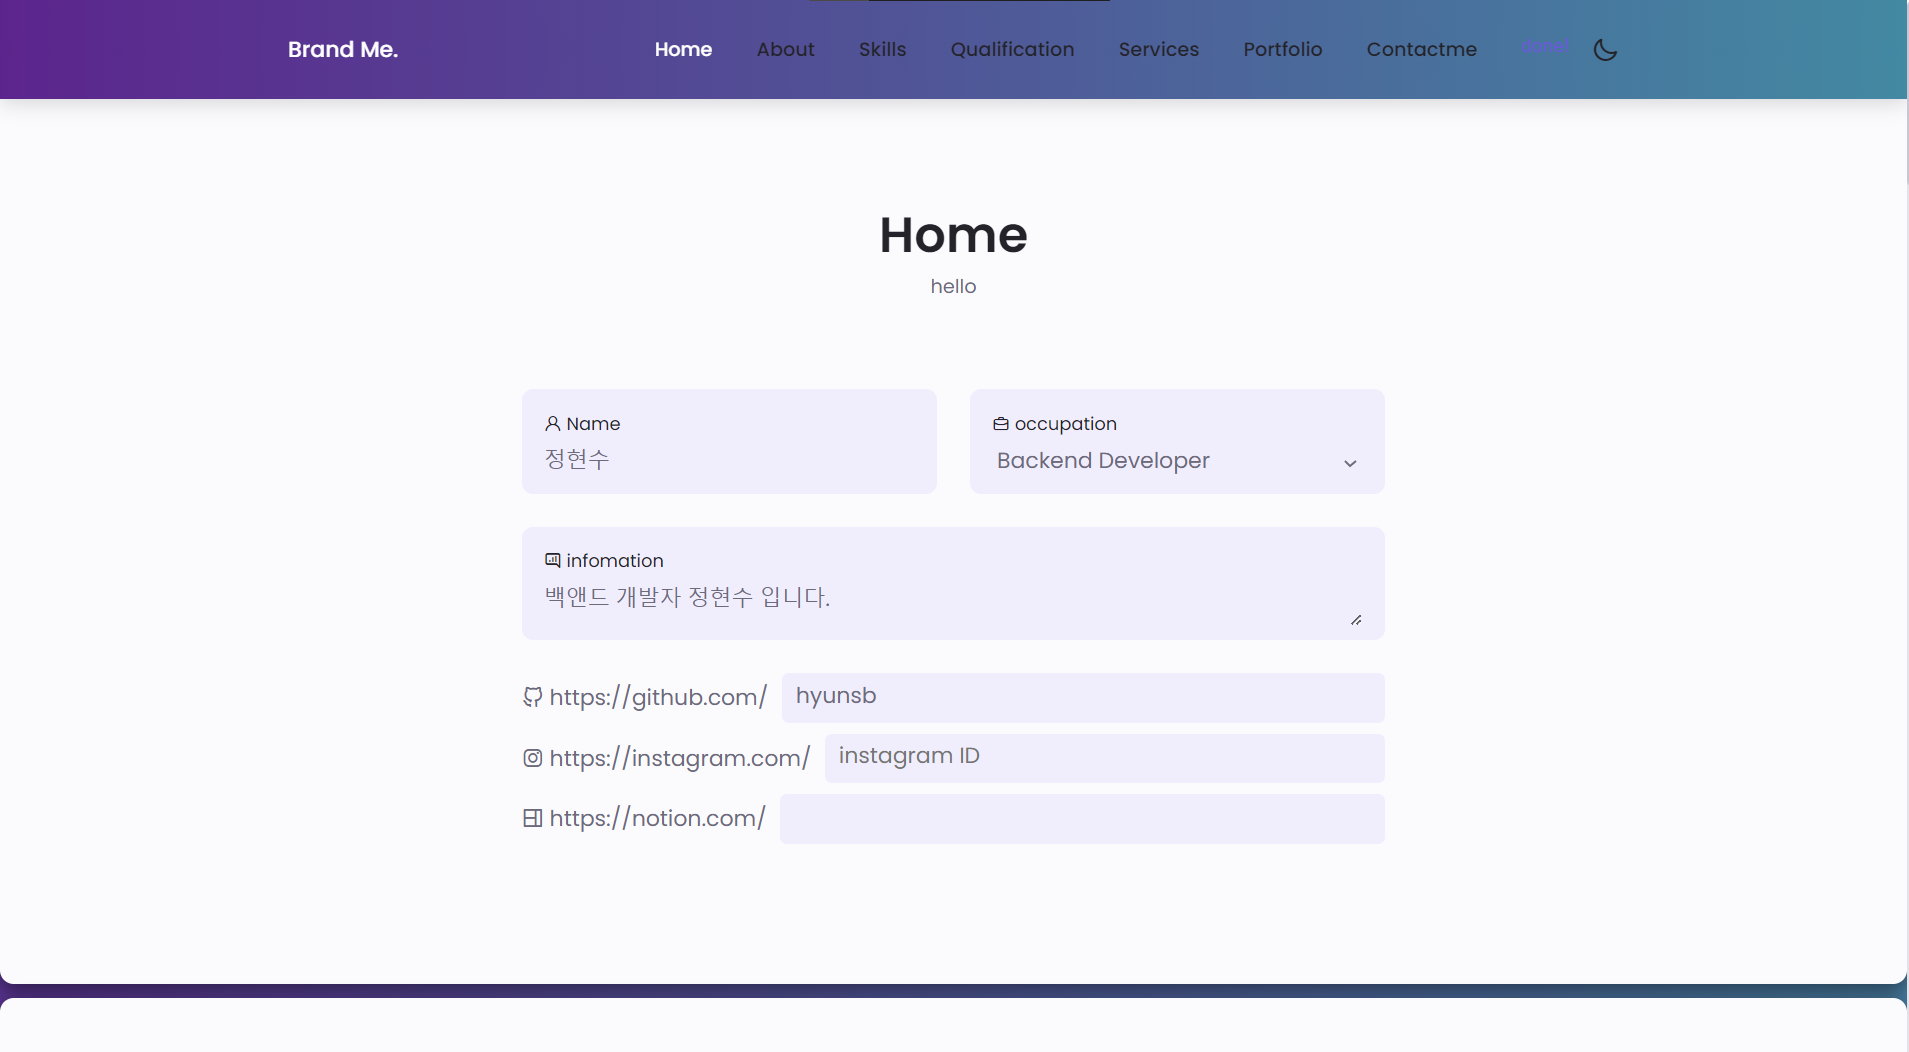 Brand Me.
Home About Skills Qualification Services Portfolio Contactme
Home
hello
Name
정현수
occupation
Backend Developer
infomation
백앤드 개발자 정현수 입니다.
https://github.com/ hyunsb
https://instagram.com/ instagram ID
https://notion.com/